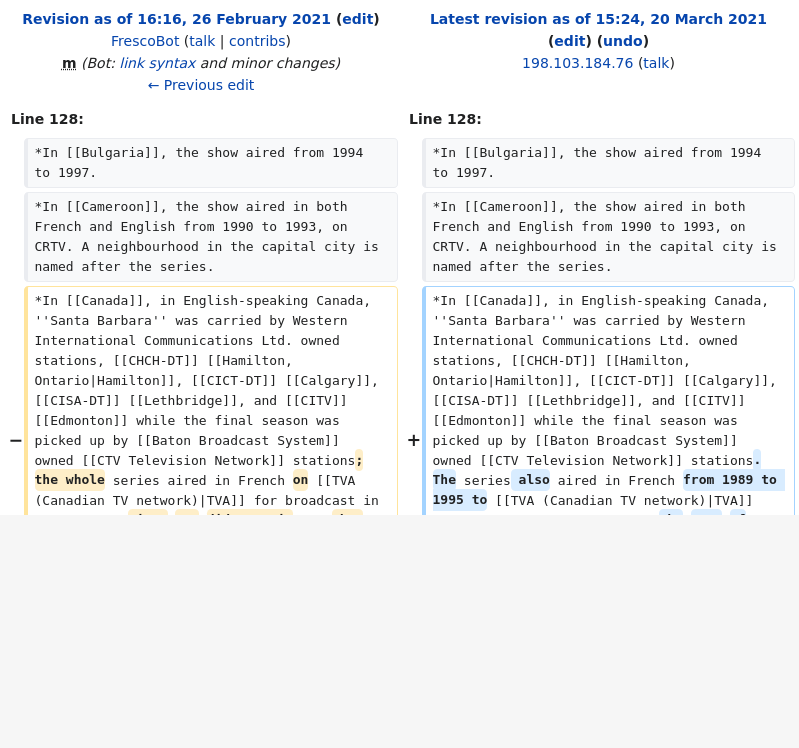 Revision as of 16:16, 26 February 2021 (edit)
FrescoBot (talk | contribs)
m (Bot: link syntax and minor changes)
← Previous edit
Latest revision as of 15:24, 20 March 2021
(edit) (undo)
198.103.184.76 (talk)
Line 128:
*In [[Bulgaria]], the show aired from 1994
to 1997.
*In [[Cameroon]], the show aired in both
French and English from 1990 to 1993, on
CRTV. A neighbourhood in the capital city is
named after the series.
*In [[Canada]], in English-speaking Canada,
''Santa Barbara'' was carried by Western
International Communications Ltd. owned
stations, [[CHCH-DT]] [[Hamilton,
Ontario|Hamilton]], [[CICT-DT]] [[Calgary]],
[[CISA-DT]] [[Lethbridge]], and [[CITV]]
[[Edmonton]] while the final season was
− picked up by [[Baton Broadcast System]]
owned [[CTV Television Network]] stations;
the whole series aired in French on [[TVA
(Canadian TV network)|TVA]] for broadcast in
Line 128:
*In [[Bulgaria]], the show aired from 1994
to 1997.
*In [[Cameroon]], the show aired in both
French and English from 1990 to 1993, on
CRTV. A neighbourhood in the capital city is
named after the series.
*In [[Canada]], in English-speaking Canada,
''Santa Barbara'' was carried by Western
International Communications Ltd. owned
stations, [[CHCH-DT]] [[Hamilton,
Ontario|Hamilton]], [[CICT-DT]] [[Calgary]],
[[CISA-DT]] [[Lethbridge]], and [[CITV]]
[[Edmonton]] while the final season was
+ picked up by [[Baton Broadcast System]]
owned [[CTV Television Network]] stations.
The series also aired in French from 1989 to
1995 to [[TVA (Canadian TV network)|TVA]]